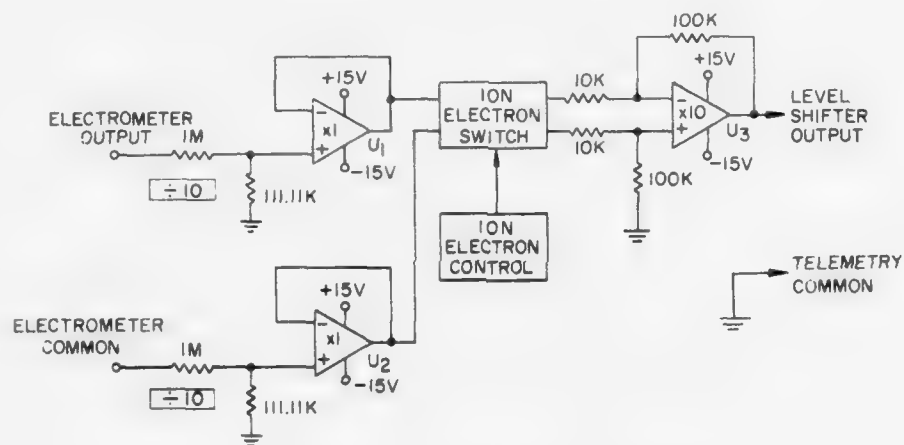 100K
+15V
10K
-
x10
+
U3
-15V
LEVEL
SHIFTER
OUTPUT
10K
100K
ION
ELECTRON
SWITCH
ION
ELECTRON
CONTROL
+15V
-
x1
+
U1
-15V
ELECTROMETER
OUTPUT
1M
÷10
111.11K
+15V
-
x1
+
U2
-15V
ELECTROMETER
COMMON
1M
÷10
111.11K
TELEMETRY
COMMON